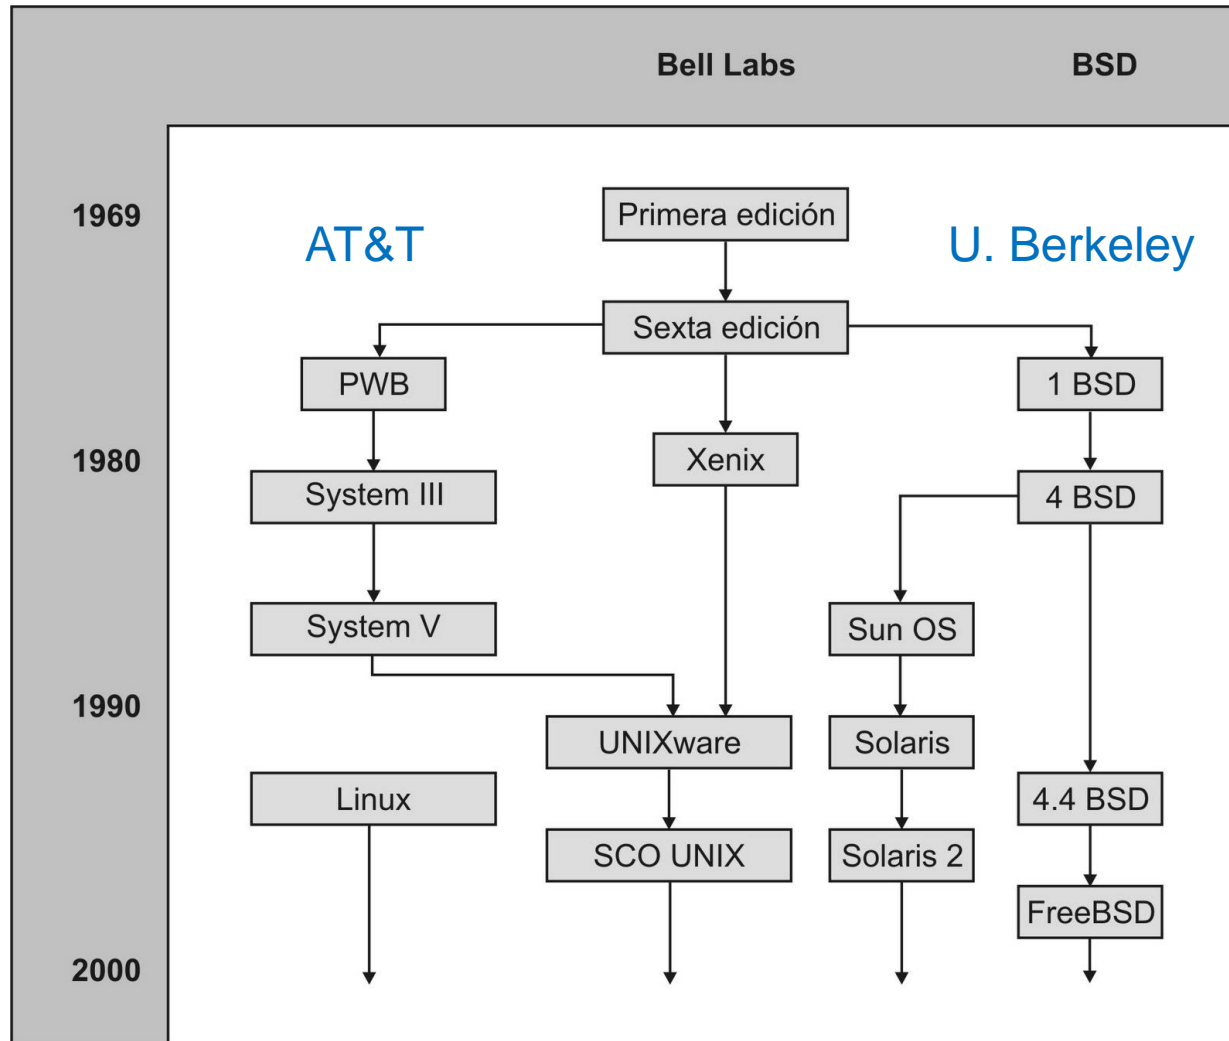 Bell Labs
BSD
1969
Primera edición
AT&T
U. Berkeley
Sexta edición
PWB
1 BSD
1980
Xenix
System III
4 BSD
System V
Sun OS
1990
UNIXware
Solaris
Linux
4.4 BSD
SCO UNIX
Solaris 2
FreeBSD
2000